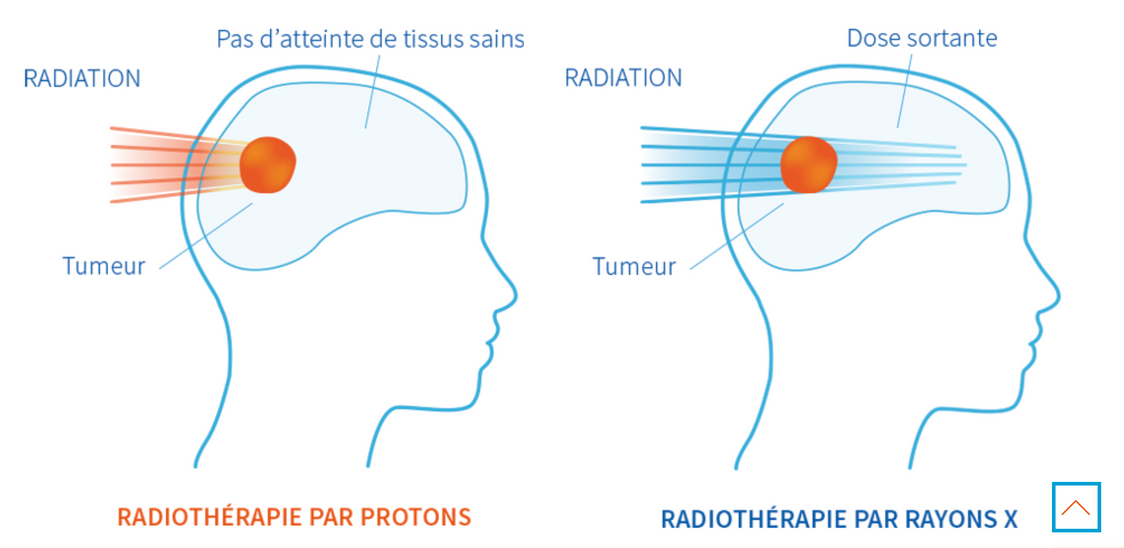 Pas d’atteinte de tissus sains
RADIATION
Tumeur
RADIOTHÉRAPIE PAR PROTONS
Dose sortante
RADIATION
Tumeur
RADIOTHÉRAPIE PAR RAYONS X